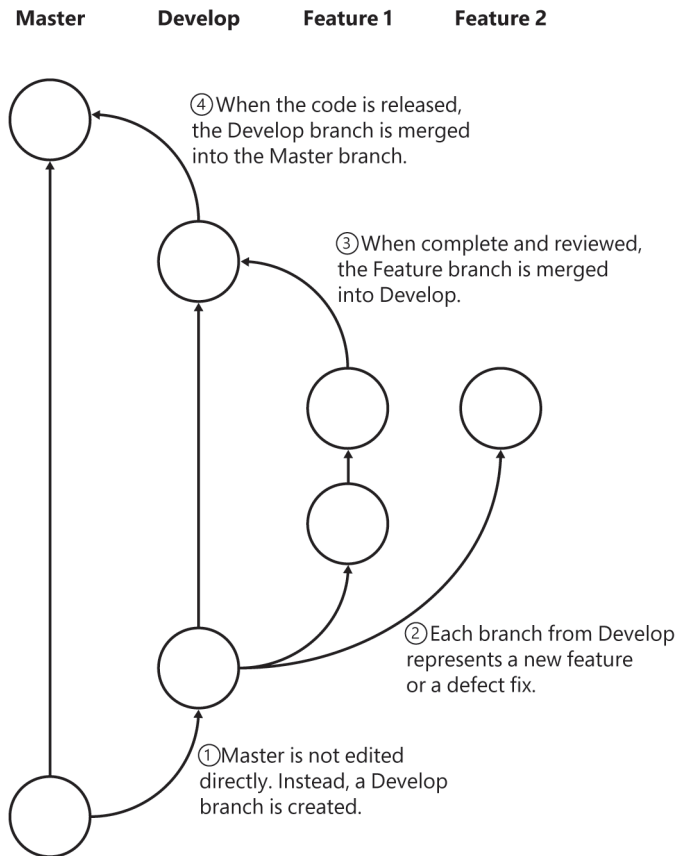 Master Develop Feature 1 Feature 2
④When the code is released,
the Develop branch is merged
into the Master branch.
③When complete and reviewed,
the Feature branch is merged
into Develop.
②Each branch from Develop
represents a new feature
or a defect fix.
①Master is not edited
directly. Instead, a Develop
branch is created.